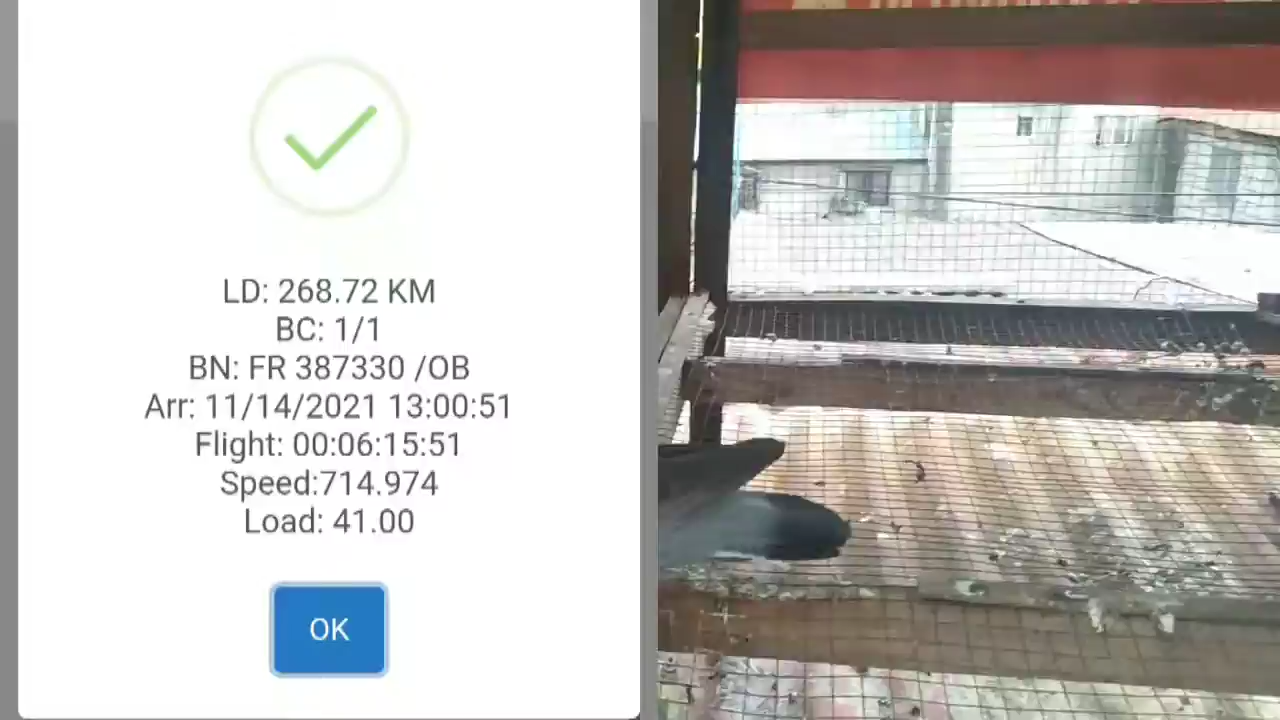 LD: 268.72 KM
BC: 1/1
BN: FR 387330 /OB
Arr: 11/14/2021 13:00:51
Flight: 00:06:15:51
Speed:714.974
Load: 41.00
OK